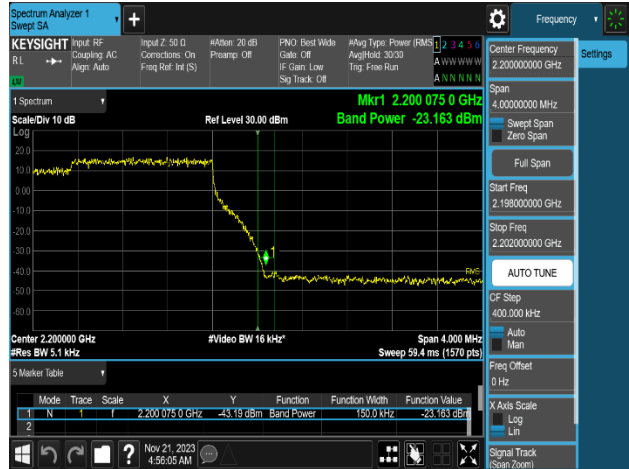 Spectrum Analyzer 1
Swept SA
+
Frequency
KEYSIGHT
Input: RF
Input Z: 50 Ω
#Atten: 20 dB
PNO: Best Wide
#Avg Type: Power (RMS
1 2 3 4 5 6
RL
Coupling: AC
Corrections: On
Preamp: Off
Gate: Off
Avg|Hold: 30/30
A W W W W W
Align: Auto
Freq Ref: Int (S)
IF Gain: Low
Trig: Free Run
Sig Track: Off
A N N N N N
LV
1 Spectrum
Mkr1 2.200 075 0 GHz
Scale/Div 10 dB
Ref Level 30.00 dBm
Band Power -23.163 dBm
Log
20.0
10.0
0.00
-10.0
-20.0
-30.0
-40.0
-50.0
-60.0
1
RMS
Center 2.200000 GHz
#Video BW 16 kHz*
Span 4.000 MHz
#Res BW 5.1 kHz
Sweep 59.4 ms (1570 pts)
5 Marker Table
Mode Trace Scale X Y Function Function Width Function Value
1 N 1 f 2.200 075 0 GHz -43.19 dBm Band Power 150.0 kHz -23.163 dBm
2
?
Nov 21, 2023
4:56:05 AM
Center Frequency
2.200000000 GHz
Settings
Span
4.00000000 MHz
Swept Span
Zero Span
Full Span
Start Freq
2.198000000 GHz
Stop Freq
2.202000000 GHz
AUTO TUNE
CF Step
400.000 kHz
Auto
Man
Freq Offset
0 Hz
X Axis Scale
Log
Lin
Signal Track
(Span Zoom)